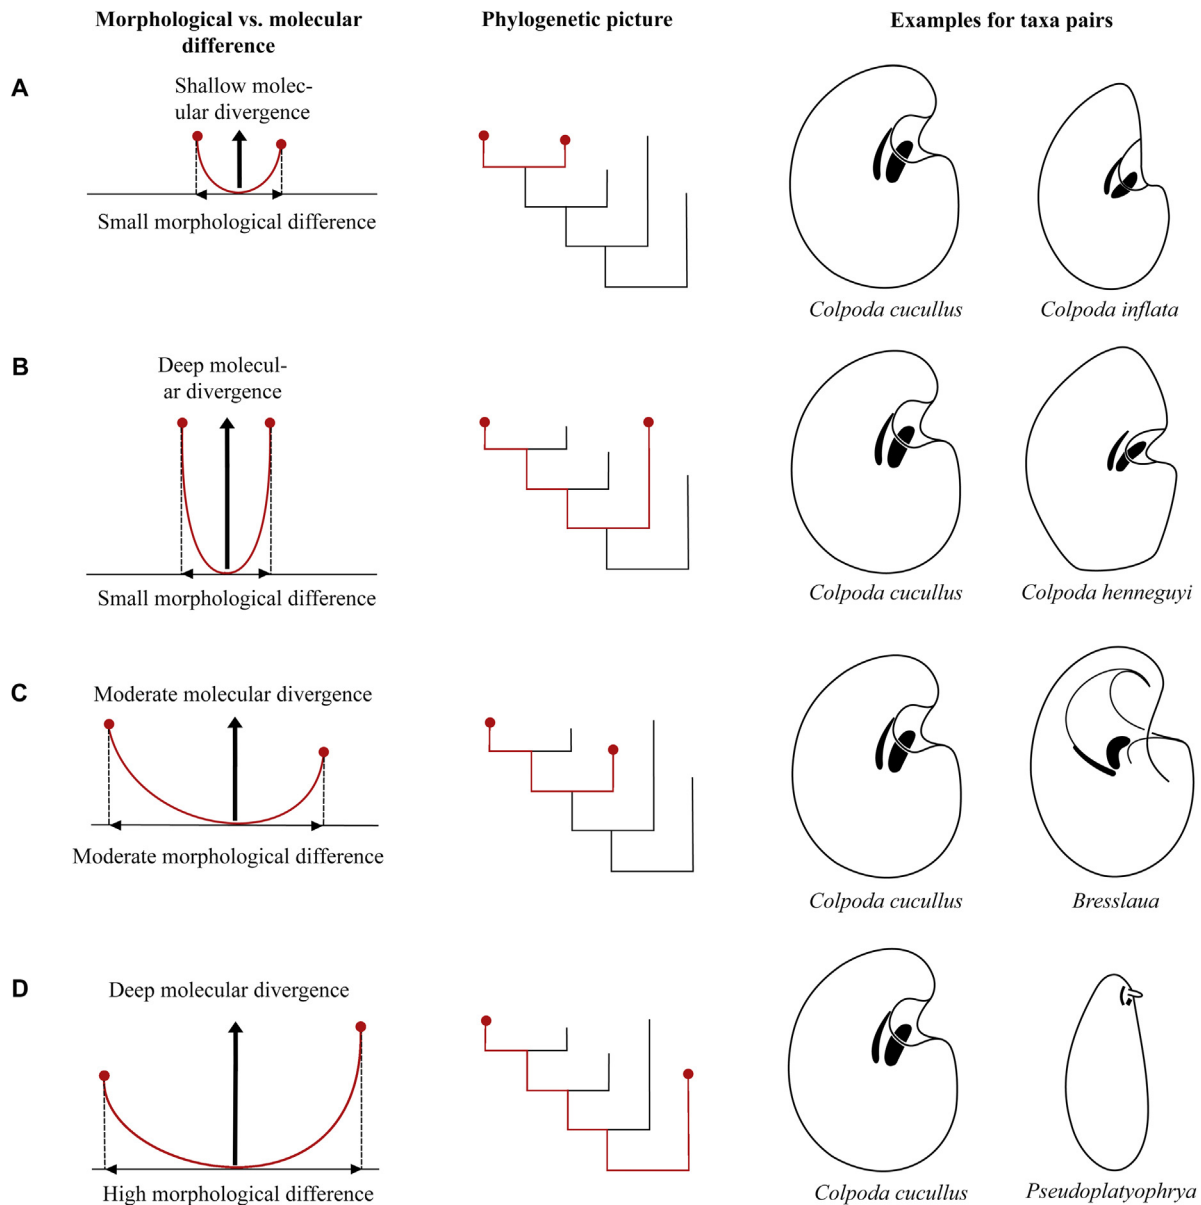 Morphological vs. molecular
difference
Phylogenetic picture
Examples for taxa pairs
A
Shallow molec-
ular divergence
Small morphological difference
Colpoda cucullus
Colpoda inflata
B
Deep molecul-
ar divergence
Small morphological difference
Colpoda cucullus
Colpoda henneguyi
C
Moderate molecular divergence
Moderate morphological difference
Colpoda cucullus
Bresslaua
D
Deep molecular divergence
High morphological difference
Colpoda cucullus
Pseudoplatyophrya